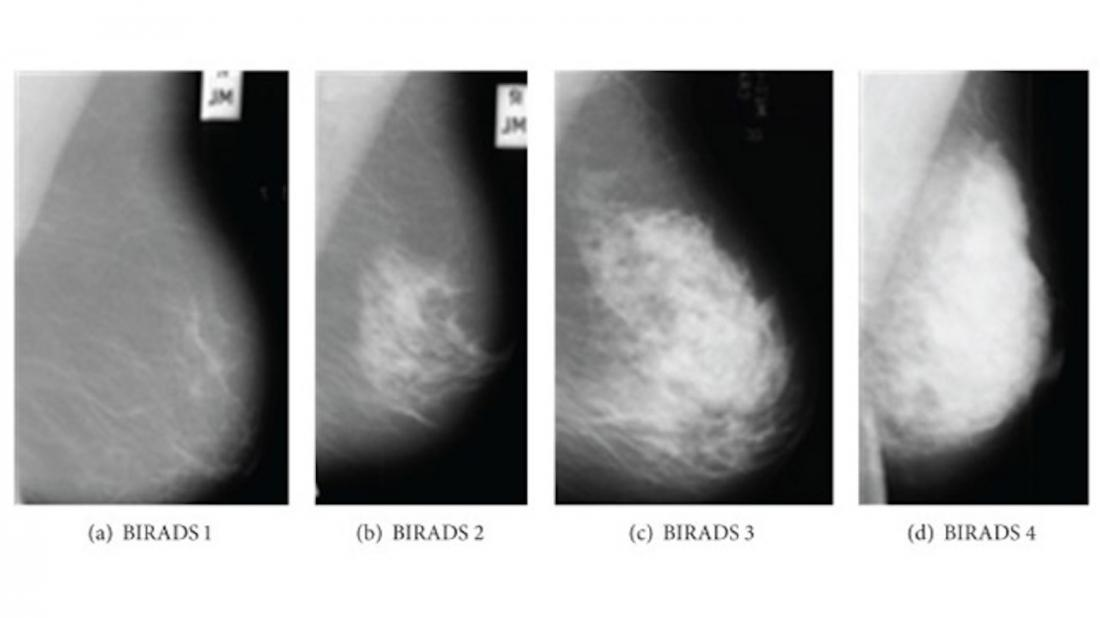 JM
JM
(a) BIRADS 1
(b) BIRADS 2
(c) BIRADS 3
(d) BIRADS 4